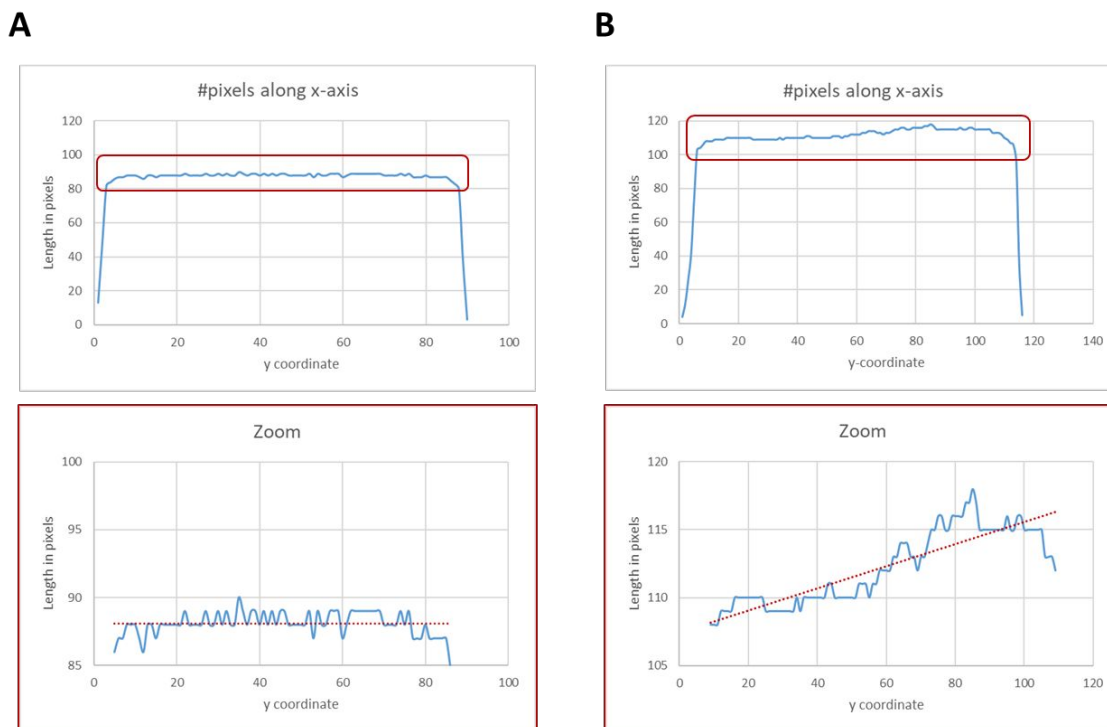 A
#pixels along x-axis
Length in pixels
120
100
80
60
40
20
0
0 20 40 60 80 100
y coordinate
Zoom
Length in pixels
100
95
90
85
0 20 40 60 80 100
y coordinate
B
#pixels along x-axis
Length in pixels
120
100
80
60
40
20
0
0 20 40 60 80 100 120 140
y-coordinate
Zoom
Length in pixels
120
115
110
105
0 20 40 60 80 100 120
y coordinate